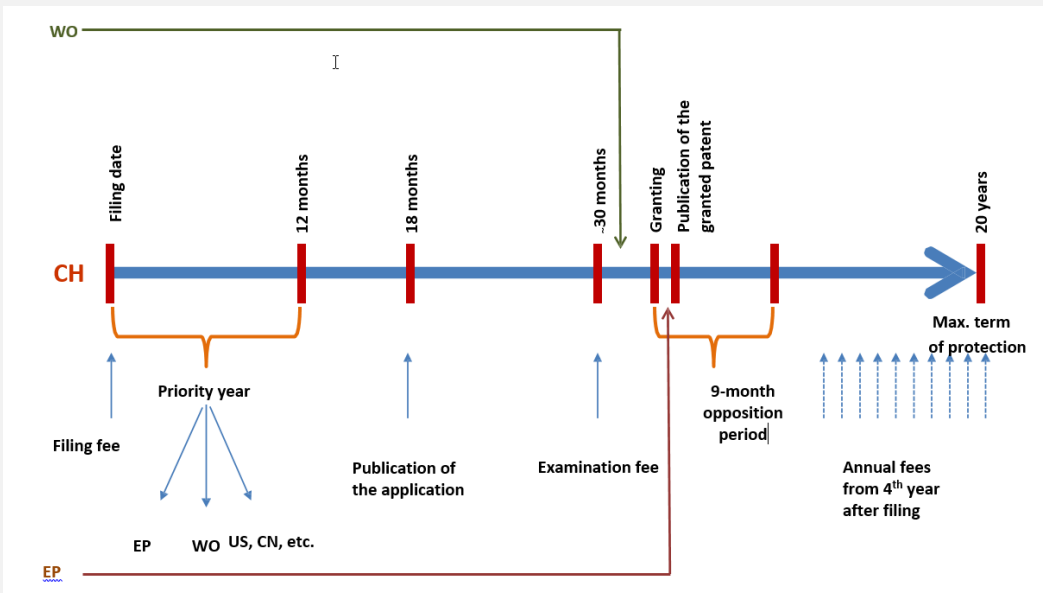 WO
Filing date
12 months
18 months
~30 months
Granting
Publication of the
granted patent
20 years
CH
Max. term
of protection
Priority year
9-month
opposition
period
Filing fee
Publication of
the application
Examination fee
Annual fees
from 4th year
after filing
EP
WO
US, CN, etc.
EP